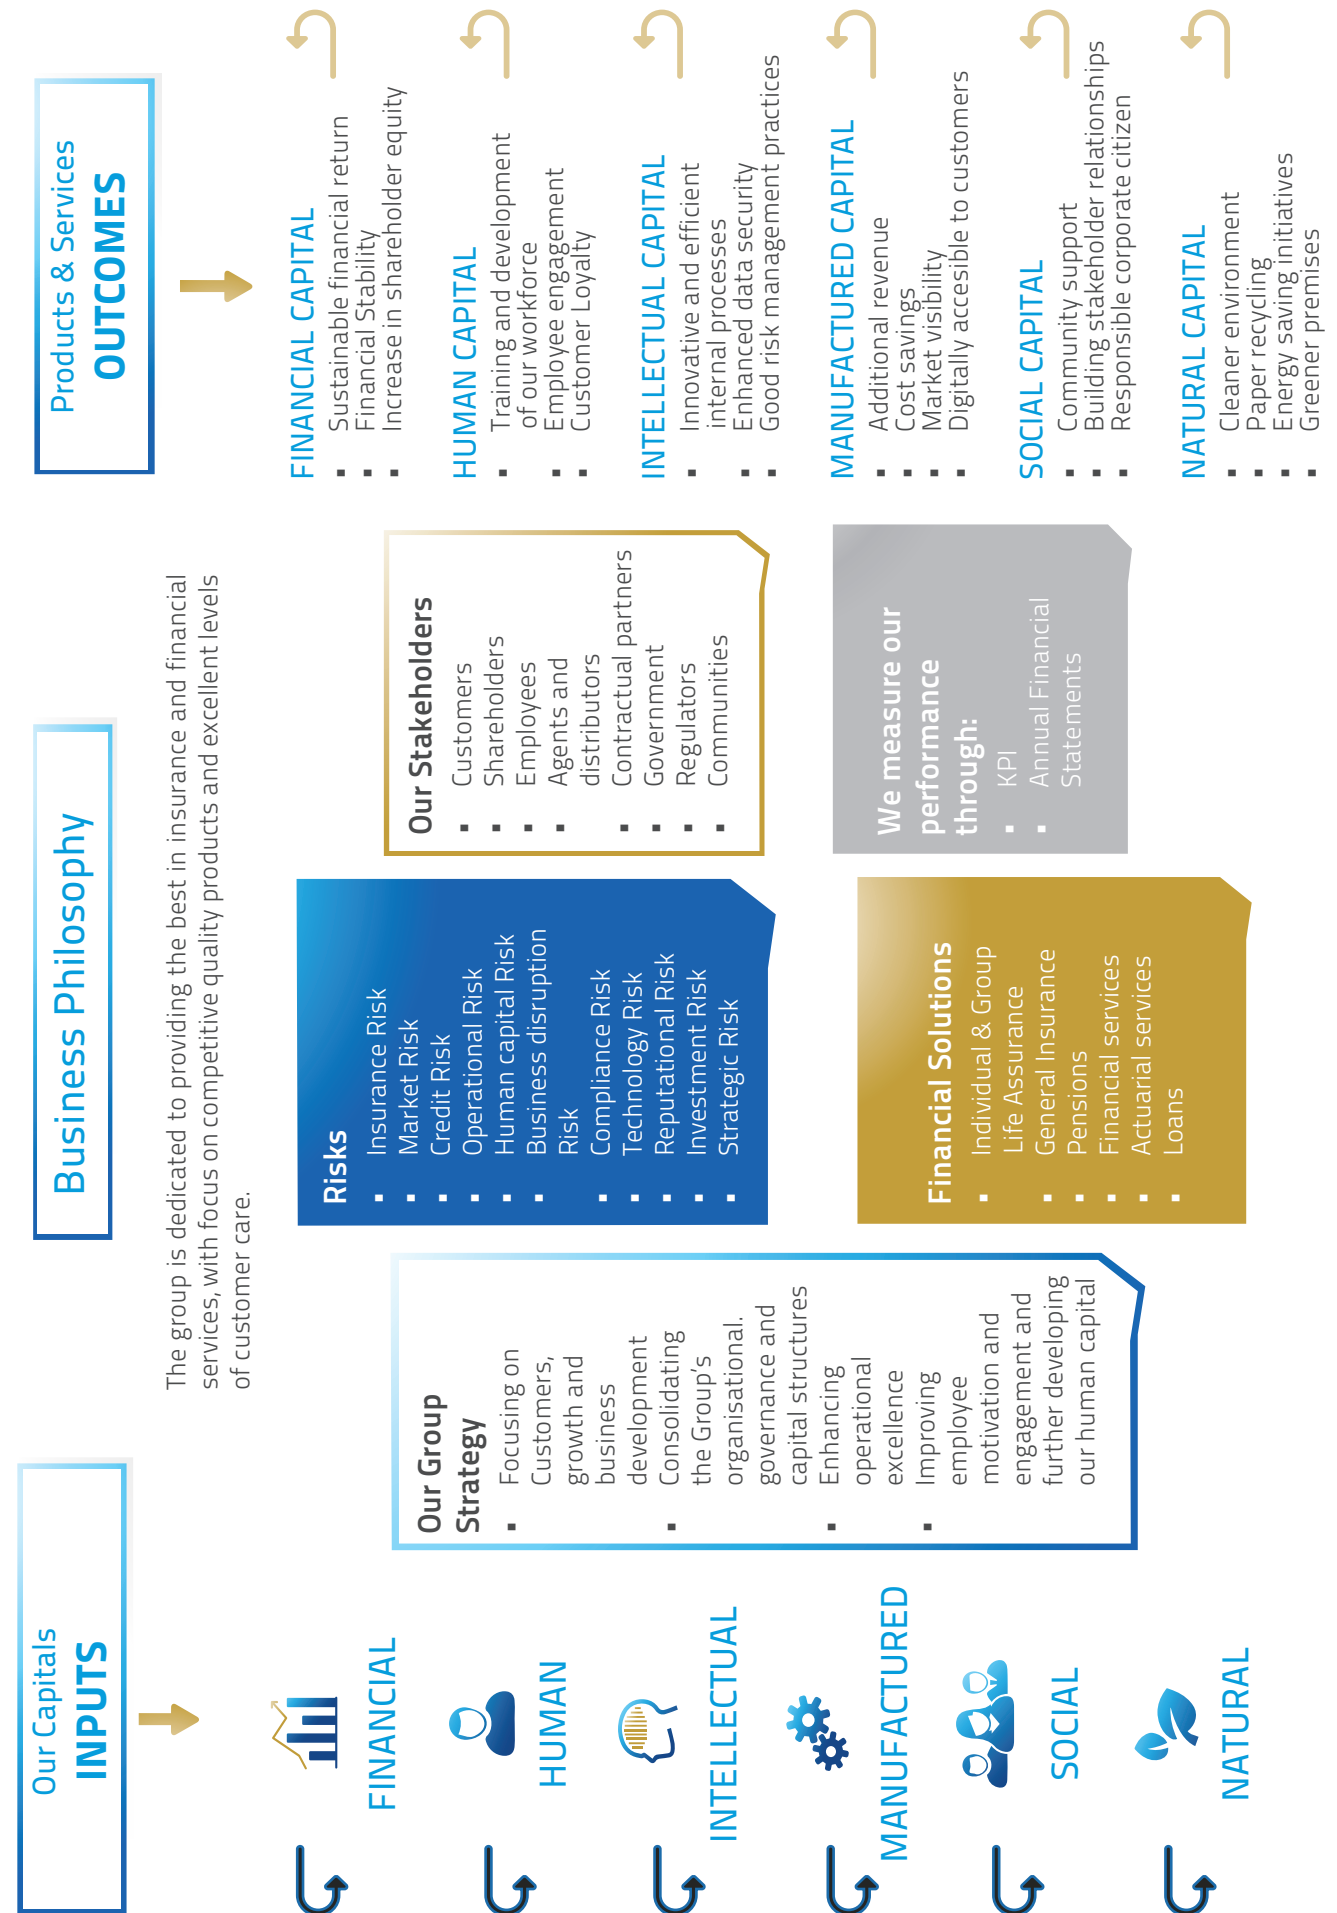 Our Capitals
INPUTS
FINANCIAL
HUMAN
INTELLECTUAL
MANUFACTURED
SOCIAL
NATURAL
Business Philosophy
The group is dedicated to providing the best in insurance and financial
services, with focus on competitive quality products and excellent levels
of customer care.
Our Group
Strategy
▪ Focusing on
Customers,
growth and
business
development
▪ Consolidating
the Group's
organisational.
governance and
capital structures
▪ Enhancing
operational
excellence
▪ Improving
employee
motivation and
engagement and
further developing
our human capital
Risks
▪ Insurance Risk
▪ Market Risk
▪ Credit Risk
▪ Operational Risk
▪ Human capital Risk
▪ Business disruption
Risk
▪ Compliance Risk
▪ Technology Risk
▪ Reputational Risk
▪ Investment Risk
▪ Strategic Risk
Financial Solutions
▪ Individual & Group
Life Assurance
▪ General Insurance
▪ Pensions
▪ Financial services
▪ Actuarial services
▪ Loans
Our Stakeholders
▪ Customers
▪ Shareholders
▪ Employees
▪ Agents and
distributors
▪ Contractual partners
▪ Government
▪ Regulators
▪ Communities
We measure our
performance
through:
▪ KPI
▪ Annual Financial
Statements
Products & Services
OUTCOMES
FINANCIAL CAPITAL
▪ Sustainable financial return
▪ Financial Stability
▪ Increase in shareholder equity
HUMAN CAPITAL
▪ Training and development
of our workforce
▪ Employee engagement
▪ Customer Loyalty
INTELLECTUAL CAPITAL
▪ Innovative and efficient
internal processes
▪ Enhanced data security
▪ Good risk management practices
MANUFACTURED CAPITAL
▪ Additional revenue
▪ Cost savings
▪ Market visibility
▪ Digitally accessible to customers
SOCIAL CAPITAL
▪ Community support
▪ Building stakeholder relationships
▪ Responsible corporate citizen
NATURAL CAPITAL
▪ Cleaner environment
▪ Paper recycling
▪ Energy saving initiatives
▪ Greener premises